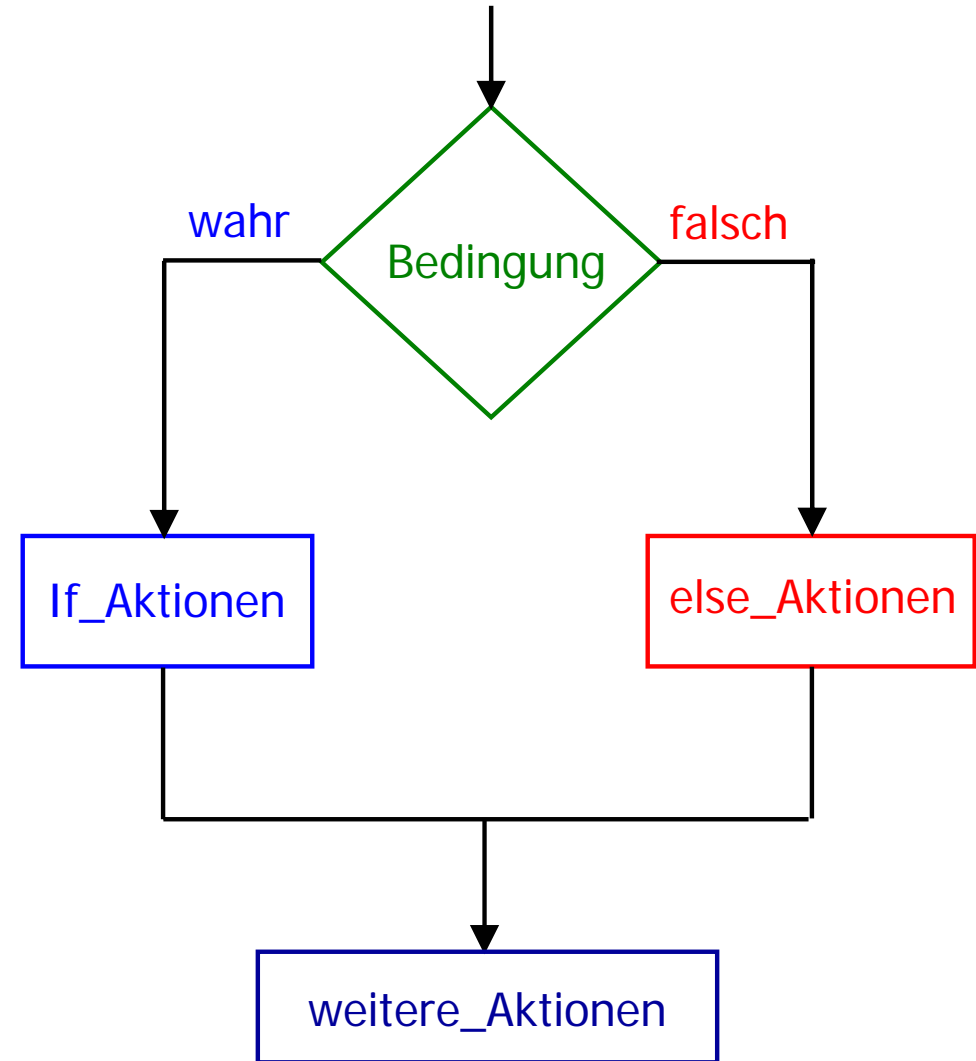 wahr
falsch
Bedingung
If_Aktionen
else_Aktionen
weitere_Aktionen